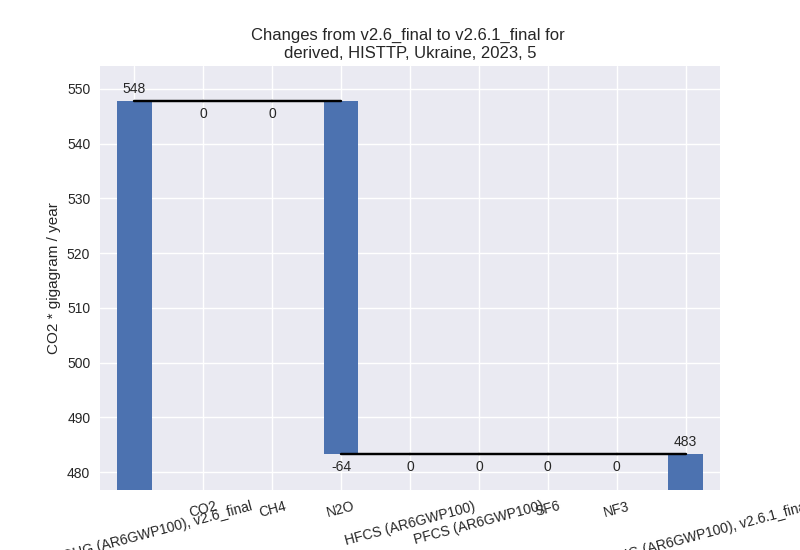 Changes from v2.6_final to v2.6.1_final for
derived, HISTTP, Ukraine, 2023, 5
CO2 * gigagram / year
550
540
530
520
510
500
490
480
548
0
0
-64
0
0
0
0
483
(AR6GWP100), v2.6_final
CO2
CH4
N2O
HFCS (AR6GWP100)
PFCS (AR6GWP100)
SF6
NF3
(AR6GWP100), v2.6.1_final